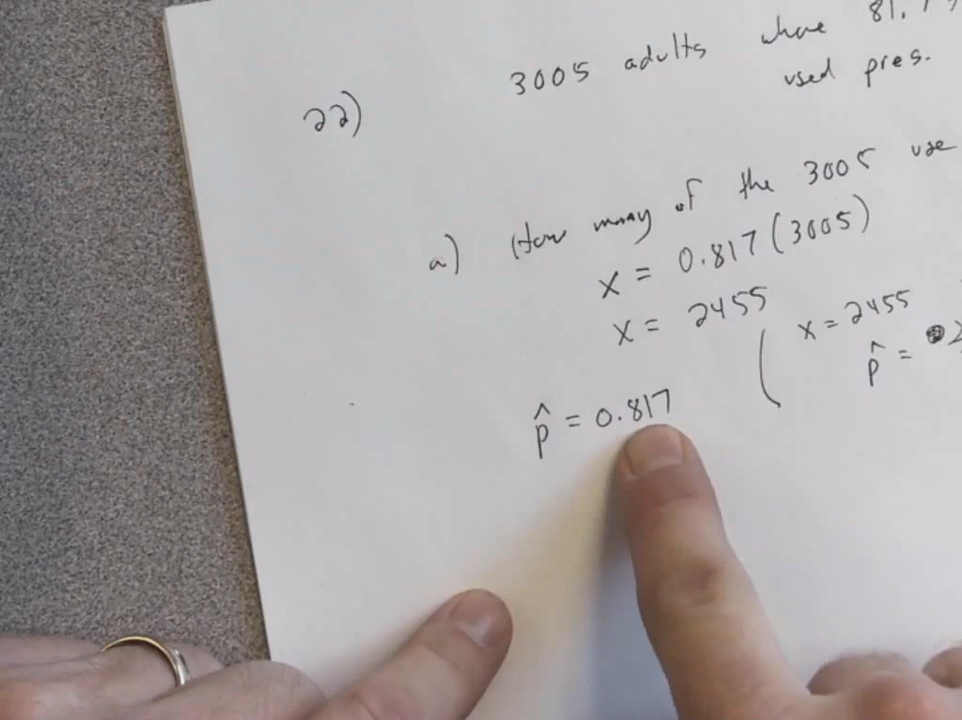 22) 3005 adults where 81.7%
used pres.
a) How many of the 3005 use
x = 0.817(3005)
x = 2455
( x = 2455
p̂ = 2
p̂ = 0.817